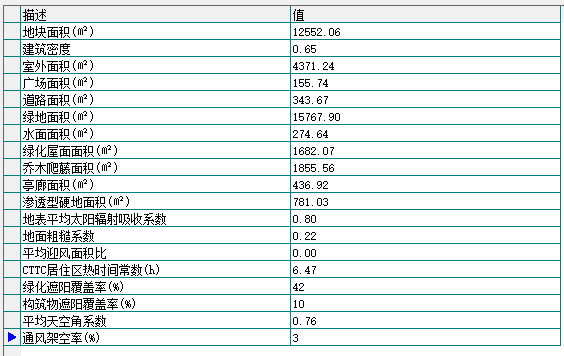 描述 值
地块面积(㎡) 12552.06
建筑密度 0.65
室外面积(㎡) 4371.24
广场面积(㎡) 155.74
道路面积(㎡) 343.67
绿地面积(㎡) 15767.90
水面面积(㎡) 274.64
绿化屋面面积(㎡) 1682.07
乔木爬藤面积(㎡) 1855.56
亭廊面积(㎡) 436.92
渗透型硬地面积(㎡) 781.03
地表平均太阳辐射吸收系数 0.80
地面粗糙系数 0.22
平均迎风面积比 0.00
CTTC居住区热时间常数(h) 6.47
绿化遮阳覆盖率(%) 42
构筑物遮阳覆盖率(%) 10
平均天空角系数 0.76
通风架空率(%) 3